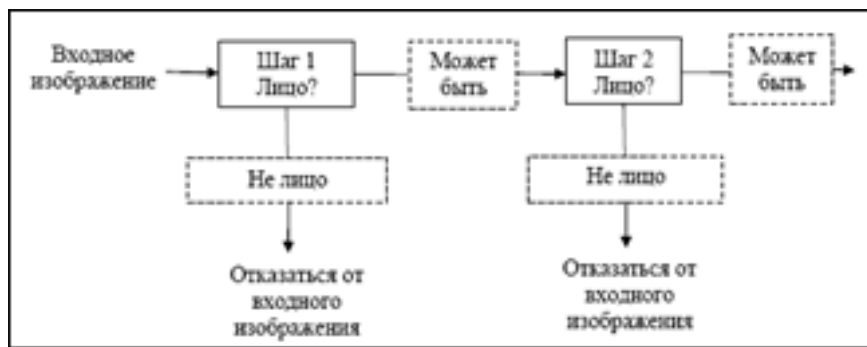 Входное
изображение
Шаг 1
Лицо?
Может
быть
Шаг 2
Лицо?
Может
быть
Не лицо
Не лицо
Отказаться от
входного
изображения
Отказаться от
входного
изображения